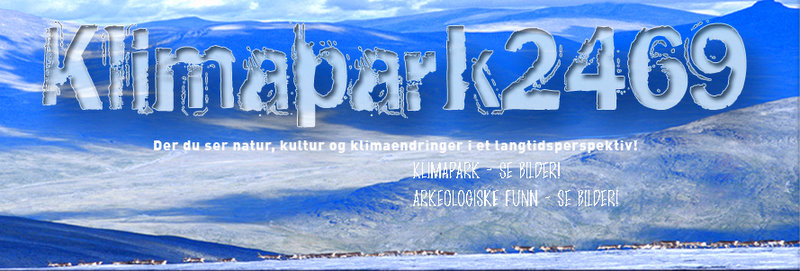 Klimapark2469
Der du ser natur, kultur og klimaendringer i et langtidsperspektiv!
KLIMAPARK - SE BILDER!
ARKEOLOGISKE FUNN - SE BILDER!